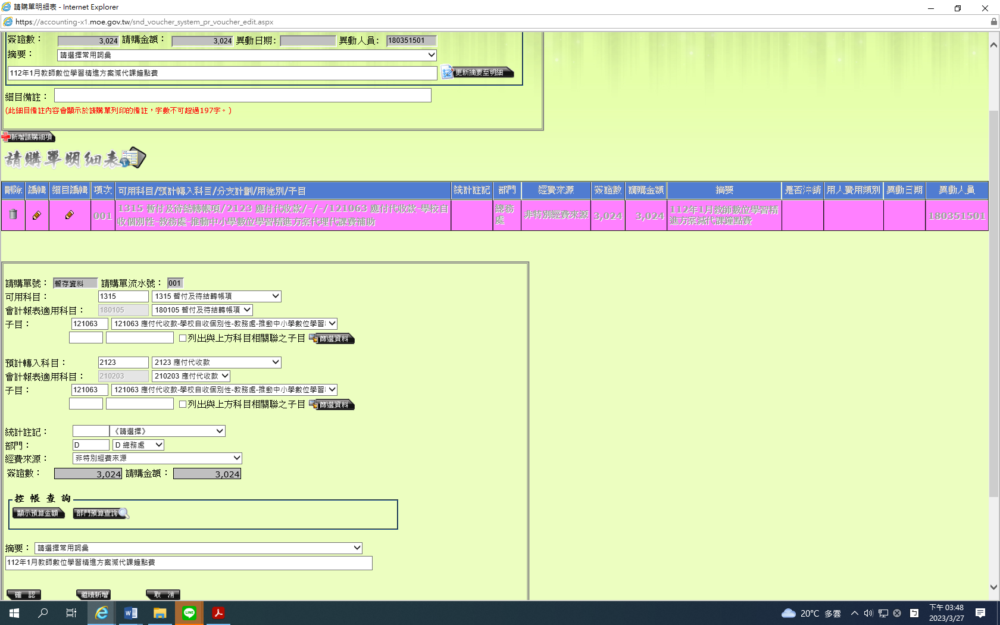 請購單明細表 - Internet Explorer
https://accounting-x1.moe.gov.tw/snd_voucher_system_pr_voucher_edit.aspx
簽證數： 3,024 請購金額： 3,024 異動日期: 異動人員: 180351501
摘要： 請選擇常用詞彙
112年1月教師數位學習精進方案減代課鐘點費 更新摘要至明細
細目備註：
(此細目備註內容會顯示於請購單列印的備註，字數不可超過197字。)
新增請購細項
請購單明細表
刪除 編輯 細目編輯 項次 可用科目/預計轉入科目/分支計劃/用途別/子目 統計註記 部門 經費來源 簽證數 請購金額 摘要 是否沖銷 用人費用類別 異動日期 異動人員
001 1315 暫付及待結轉帳項/2123 應付代收款/-/-/121063 應付代收款-學校自收個別性-教務處-推動中小學數位學習精進方案代理代課費補助 總務處 非特別經費來源 3,024 3,024 112年1月教師數位學習精進方案減代課鐘點費 180351501
請購單號： 暫存資料 請購單流水號： 001
可用科目： 1315 1315 暫付及待結轉帳項
會計報表適用科目： 180105 180105 暫付及待結轉帳項
子目： 121063 121063 應付代收款-學校自收個別性-教務處-推動中小學數位學習
列出與上方科目相關聯之子目 篩選資料
預計轉入科目： 2123 2123 應付代收款
會計報表適用科目： 210203 210203 應付代收款
子目： 121063 121063 應付代收款-學校自收個別性-教務處-推動中小學數位學習
列出與上方科目相關聯之子目 篩選資料
統計註記： 《請選擇》
部門： D D 總務處
經費來源： 非特別經費來源
簽證數： 3,024 請購金額： 3,024
控帳查詢
顯示預算金額 部門預算查詢
摘要： 請選擇常用詞彙
112年1月教師數位學習精進方案減代課鐘點費
確 認 繼續新增 取 消
20°C 多雲 下午 03:48
2023/3/27